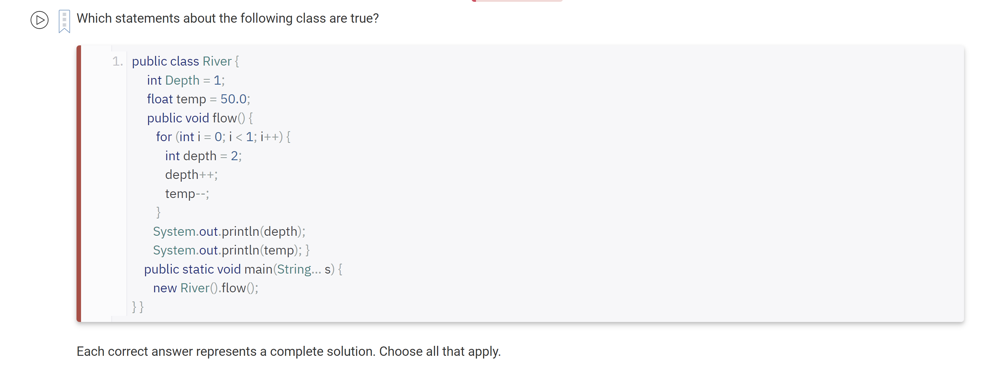 Which statements about the following class are true?
1. public class River {
int Depth = 1;
float temp = 50.0;
public void flow() {
for (int i = 0; i < 1; i++) {
int depth = 2;
depth++;
temp--;
}
System.out.println(depth);
System.out.println(temp); }
public static void main(String... s) {
new River().flow();
} }
Each correct answer represents a complete solution. Choose all that apply.